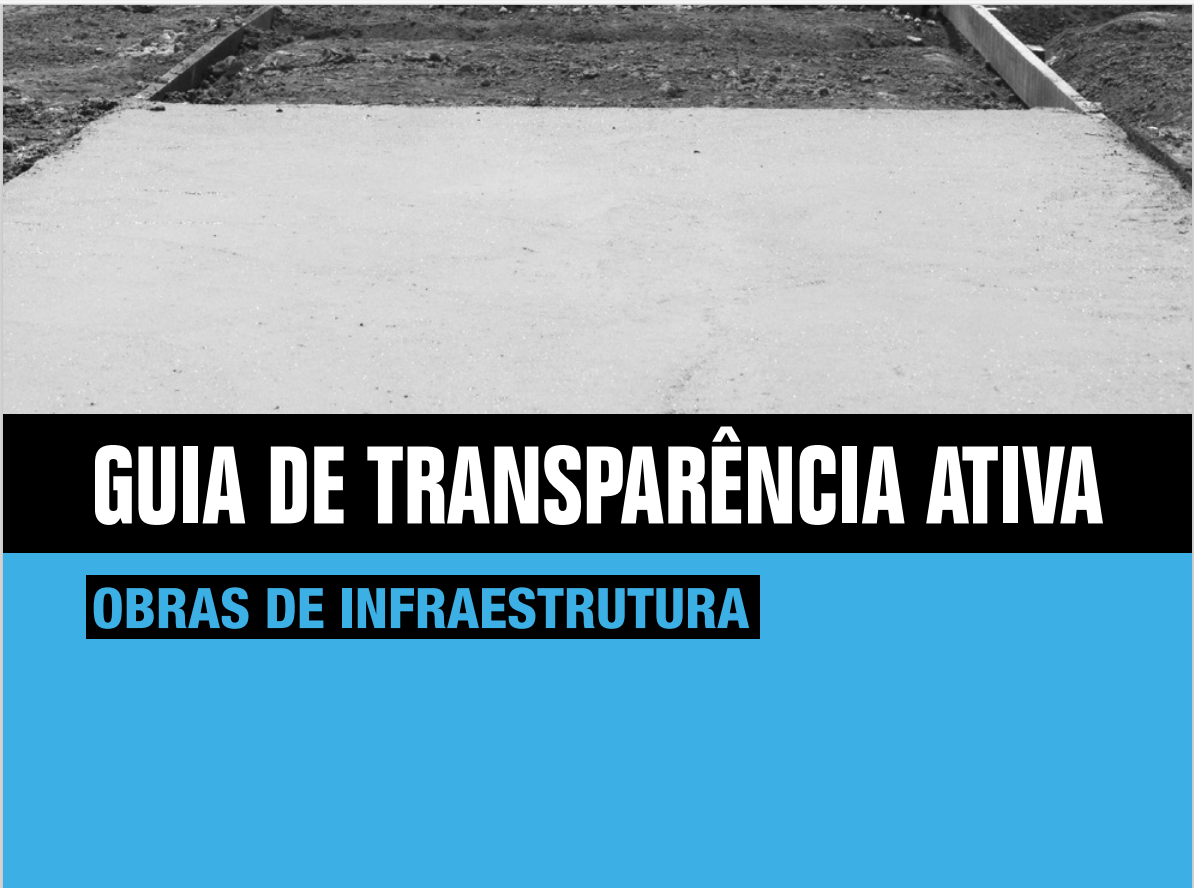 GUIA DE TRANSPARÊNCIA ATIVA
OBRAS DE INFRAESTRUTURA